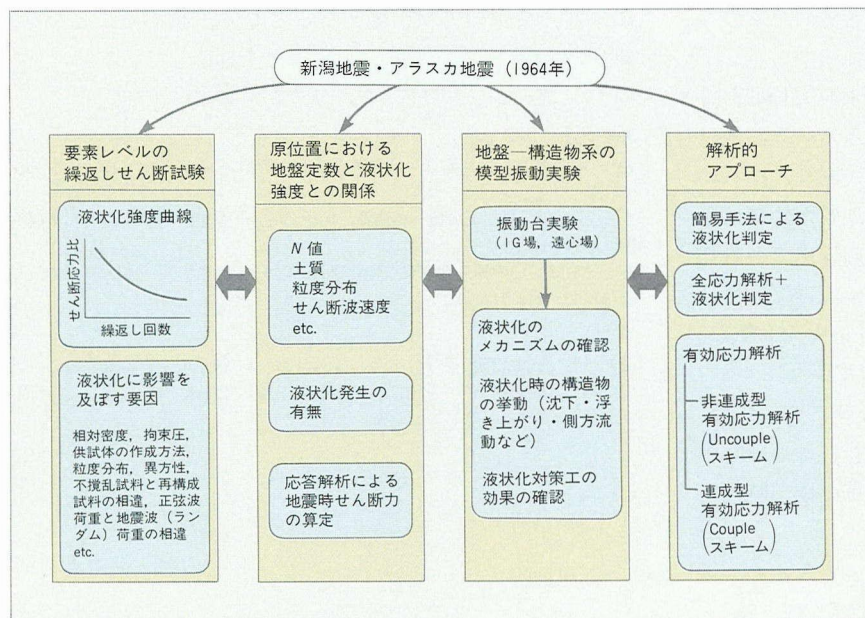 新潟地震・アラスカ地震（1964年）
要素レベルの
繰返しせん断試験
液状化強度曲線
せん断応力比
繰返し回数
液状化に影響を
及ぼす要因
相対密度，拘束圧，
供試体の作成方法，
粒度分布，異方性，
不撹乱試料と再構成
試料の相違，正弦波
荷重と地震波（ラン
ダム）荷重の相違
etc.
原位置における
地盤定数と液状化
強度との関係
N値
土質
粒度分布
せん断波速度
etc.
液状化発生の
有無
応答解析による
地震時せん断力
の算定
地盤―構造物系の
模型振動実験
振動台実験
（1G場，遠心場）
液状化の
メカニズムの確認
液状化時の構造物
の挙動（沈下・浮
き上がり・側方流
動など）
液状化対策工の
効果の確認
解析的
アプローチ
簡易手法による
液状化判定
全応力解析＋
液状化判定
有効応力解析
非連成型
有効応力解析
（Uncouple
スキーム）
連成型
有効応力解析
（Couple
スキーム）